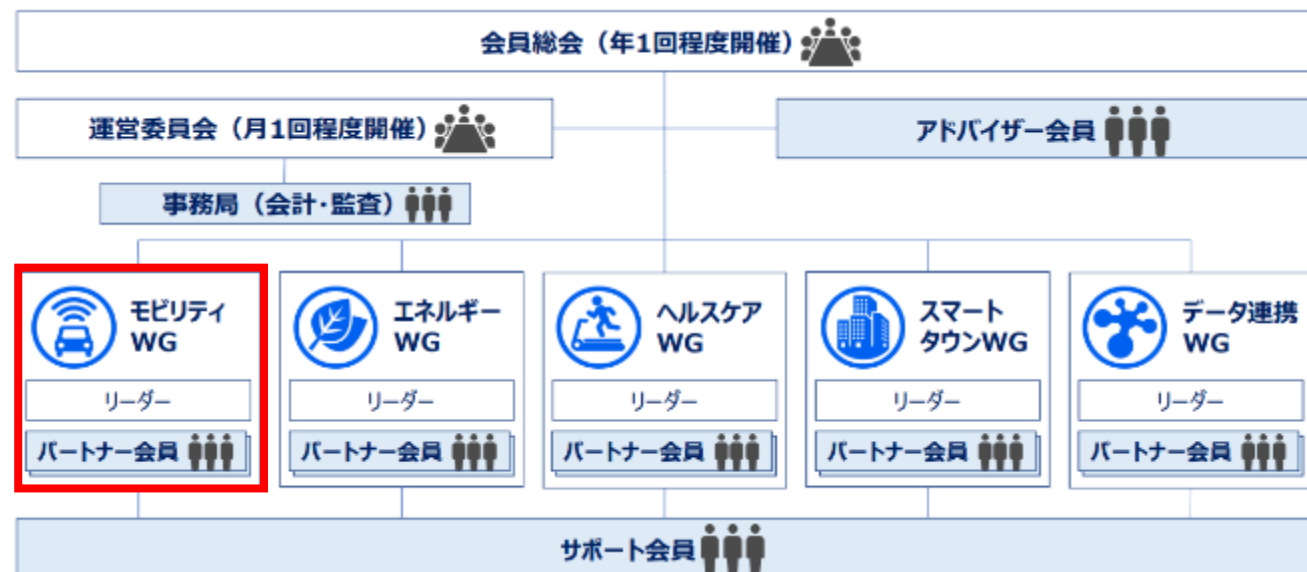 会員総会（年1回程度開催）
運営委員会（月1回程度開催）
アドバイザー会員
事務局（会計・監査）
モビリティ
WG
リーダー
パートナー会員
エネルギー
WG
リーダー
パートナー会員
ヘルスケア
WG
リーダー
パートナー会員
スマート
タウンWG
リーダー
パートナー会員
データ連携
WG
リーダー
パートナー会員
サポート会員